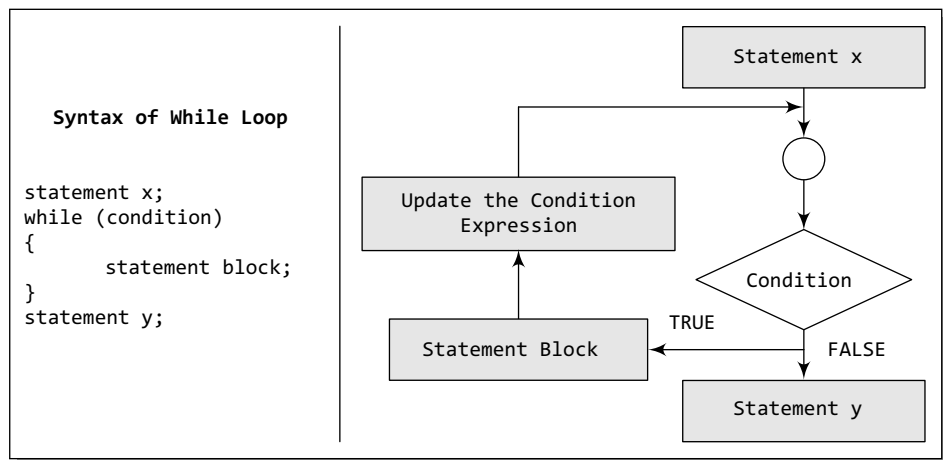 Syntax of While Loop
statement x;
while (condition)
{
statement block;
}
statement y;
Statement x
Update the Condition
Expression
Condition
TRUE
Statement Block
FALSE
Statement y